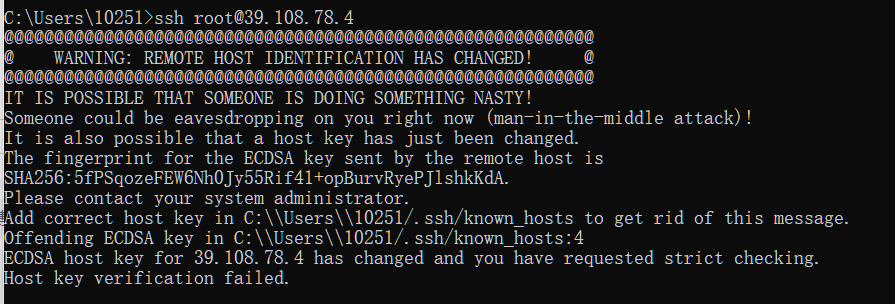 C:\Users\10251>ssh root@39.108.78.4
@@@@@@@@@@@@@@@@@@@@@@@@@@@@@@@@@@@@@@@@@@@@@@@@@@@@@@@@@@@
@    WARNING: REMOTE HOST IDENTIFICATION HAS CHANGED!     @
@@@@@@@@@@@@@@@@@@@@@@@@@@@@@@@@@@@@@@@@@@@@@@@@@@@@@@@@@@@
IT IS POSSIBLE THAT SOMEONE IS DOING SOMETHING NASTY!
Someone could be eavesdropping on you right now (man-in-the-middle attack)!
It is also possible that a host key has just been changed.
The fingerprint for the ECDSA key sent by the remote host is
SHA256:5fPSqozeFEW6Nh0Jy55Rif4l+opBurvRyePJlshkKdA.
Please contact your system administrator.
Add correct host key in C:\\Users\\10251/.ssh/known_hosts to get rid of this message.
Offending ECDSA key in C:\\Users\\10251/.ssh/known_hosts:4
ECDSA host key for 39.108.78.4 has changed and you have requested strict checking.
Host key verification failed.